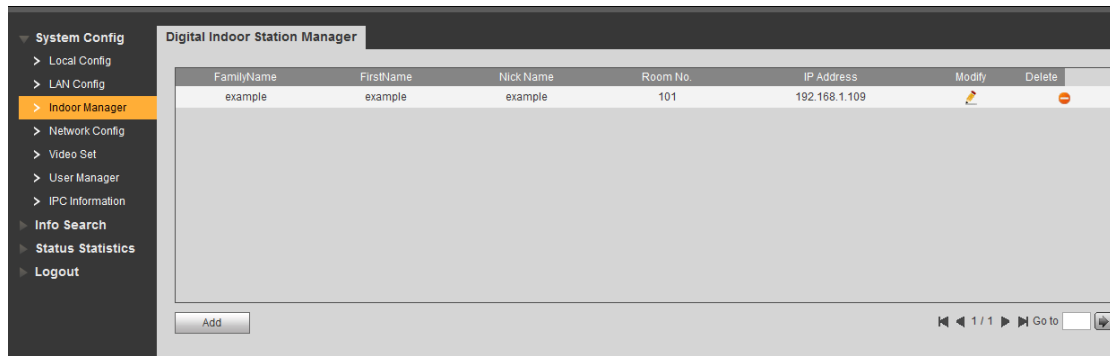 System Config
> Local Config
> LAN Config
> Indoor Manager
> Network Config
> Video Set
> User Manager
> IPC Information
Info Search
Status Statistics
Logout
Digital Indoor Station Manager
FamilyName FirstName Nick Name Room No. IP Address Modify Delete
example example example 101 192.168.1.109
Add
1 / 1 Go to